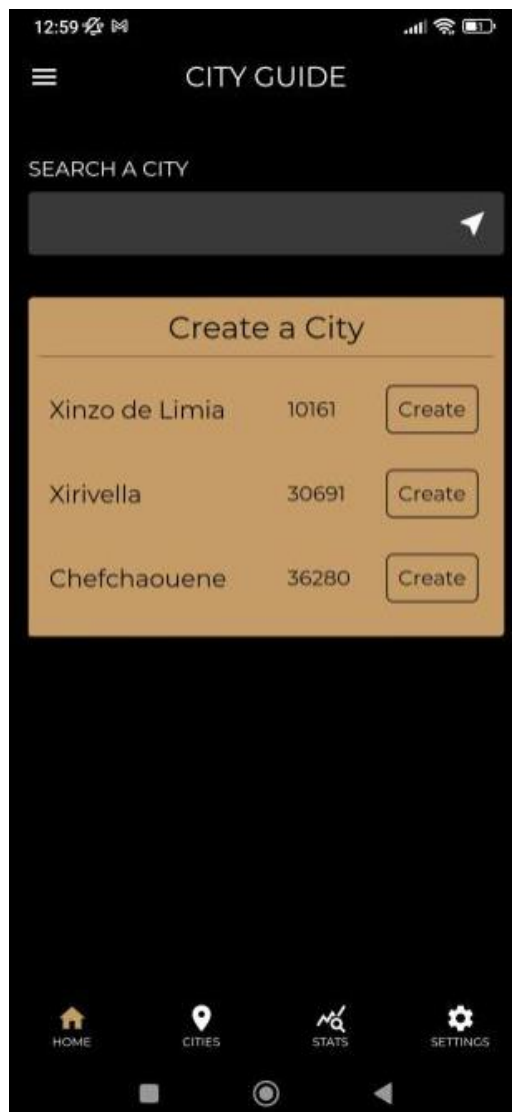 12:59
CITY GUIDE
SEARCH A CITY
Create a City
Xinzo de Limia 10161 Create
Xirivella 30691 Create
Chefchaouene 36280 Create
HOME CITIES STATS SETTINGS